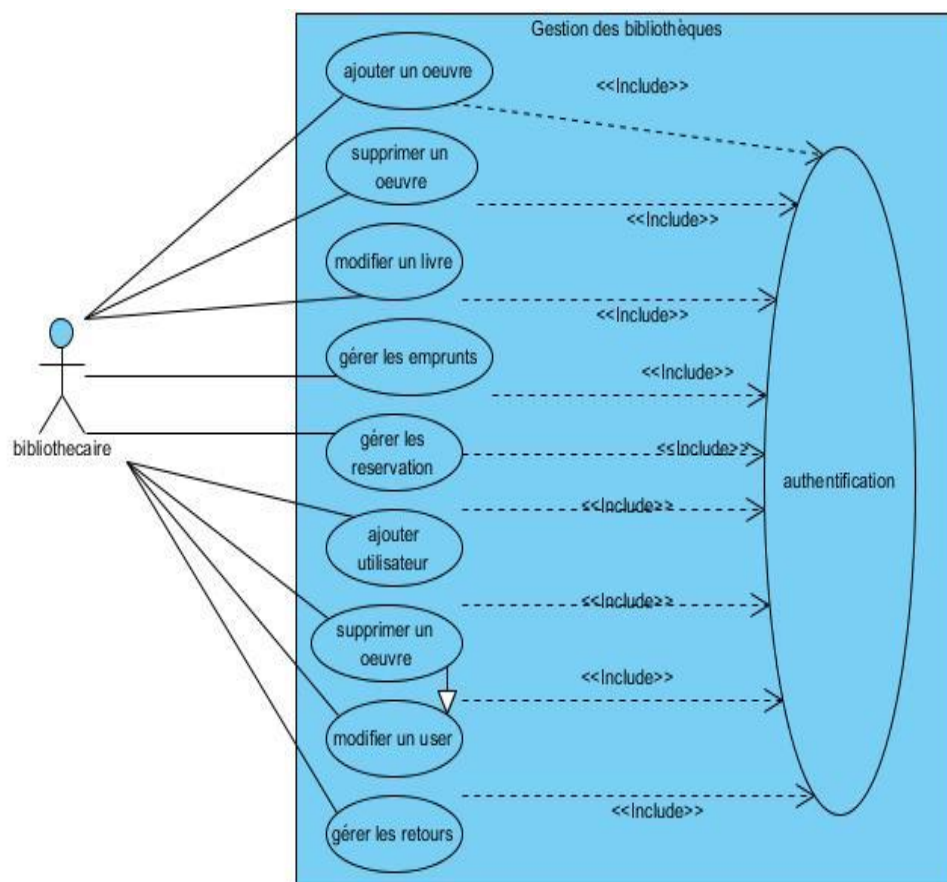 Gestion des bibliothèques
ajouter un oeuvre
<<Include>>
supprimer un
oeuvre
<<Include>>
modifier un livre
<<Include>>
gérer les emprunts
<<Include>>
gérer les
reservation
<<Include>>
authentification
bibliothecaire
<<Include>>
ajouter
utilisateur
<<Include>>
supprimer un
oeuvre
<<Include>>
modifier un user
<<Include>>
gérer les retours